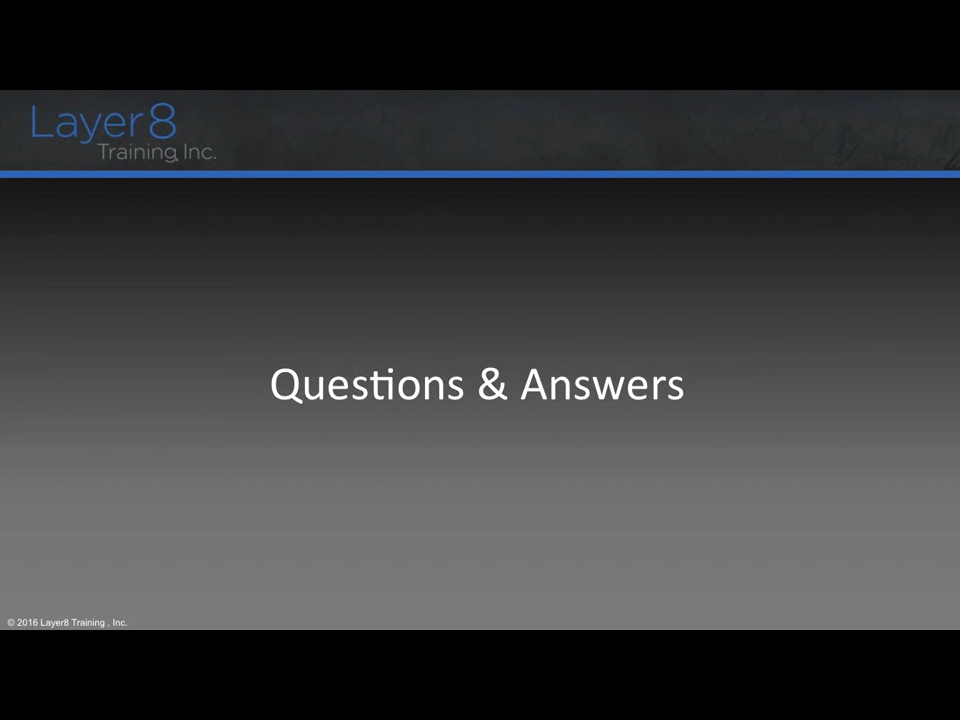 Layer8
Training, Inc.
Questions & Answers
© 2016 Layer8 Training , Inc.